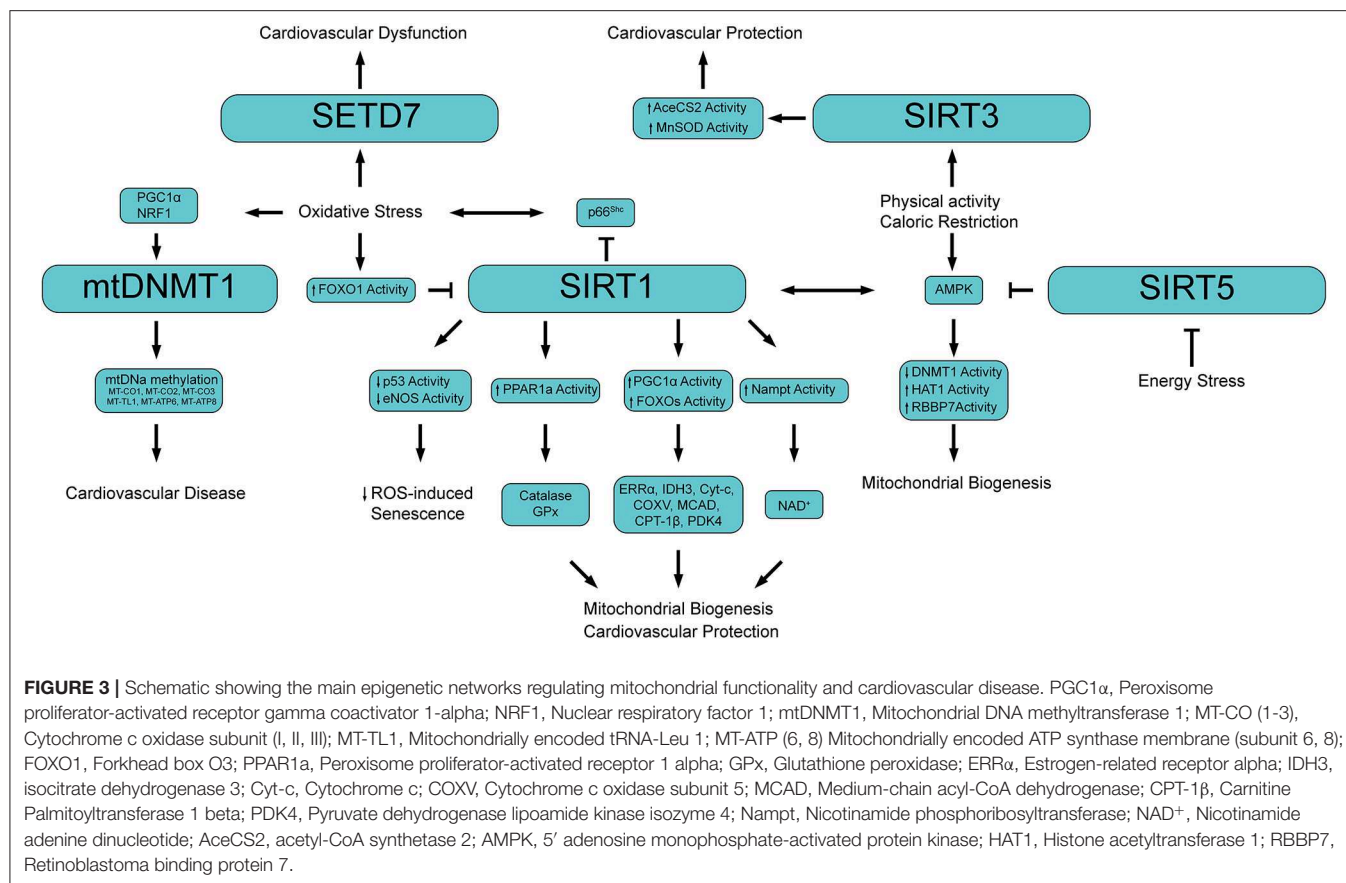 Cardiovascular Dysfunction
Cardiovascular Protection
SETD7
↑AceCS2 Activity
↑MnSOD Activity
SIRT3
PGC1α
NRF1
Oxidative Stress
p66Shc
Physical activity
Caloric Restriction
mtDNMT1
↑FOXO1 Activity
SIRT1
AMPK
SIRT5
mtDNa methylation
MT-CO1, MT-CO2, MT-CO3
MT-TL1, MT-ATP6, MT-ATP8
↓p53 Activity
↓eNOS Activity
↑PPAR1a Activity
↑PGC1α Activity
↑FOXOs Activity
↑Nampt Activity
↓DNMT1 Activity
↑HAT1 Activity
↑RBBP7Activity
Energy Stress
Cardiovascular Disease
↓ROS-induced
Senescence
Catalase
GPx
ERRα, IDH3, Cyt-c,
COXV, MCAD,
CPT-1β, PDK4
NAD+
Mitochondrial Biogenesis
Mitochondrial Biogenesis
Cardiovascular Protection
FIGURE 3 | Schematic showing the main epigenetic networks regulating mitochondrial functionality and cardiovascular disease. PGC1α, Peroxisome
proliferator-activated receptor gamma coactivator 1-alpha; NRF1, Nuclear respiratory factor 1; mtDNMT1, Mitochondrial DNA methyltransferase 1; MT-CO (1-3),
Cytochrome c oxidase subunit (I, II, III); MT-TL1, Mitochondrially encoded tRNA-Leu 1; MT-ATP (6, 8) Mitochondrially encoded ATP synthase membrane (subunit 6, 8);
FOXO1, Forkhead box O3; PPAR1a, Peroxisome proliferator-activated receptor 1 alpha; GPx, Glutathione peroxidase; ERRα, Estrogen-related receptor alpha; IDH3,
isocitrate dehydrogenase 3; Cyt-c, Cytochrome c; COXV, Cytochrome c oxidase subunit 5; MCAD, Medium-chain acyl-CoA dehydrogenase; CPT-1β, Carnitine
Palmitoyltransferase 1 beta; PDK4, Pyruvate dehydrogenase lipoamide kinase isozyme 4; Nampt, Nicotinamide phosphoribosyltransferase; NAD+, Nicotinamide
adenine dinucleotide; AceCS2, acetyl-CoA synthetase 2; AMPK, 5′ adenosine monophosphate-activated protein kinase; HAT1, Histone acetyltransferase 1; RBBP7,
Retinoblastoma binding protein 7.